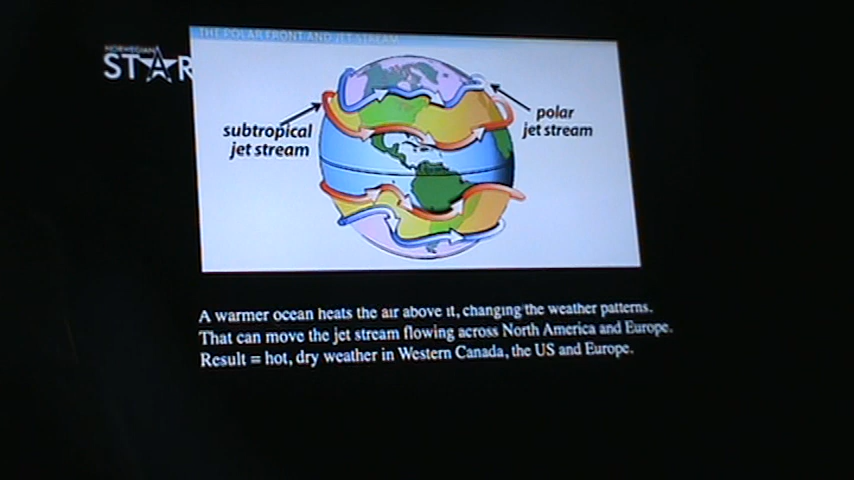 THE POLAR FRONT AND JET STREAM
NORWEGIAN
STAR
subtropical
jet stream
polar
jet stream
A warmer ocean heats the air above it, changing the weather patterns.
That can move the jet stream flowing across North America and Europe.
Result = hot, dry weather in Western Canada, the US and Europe.